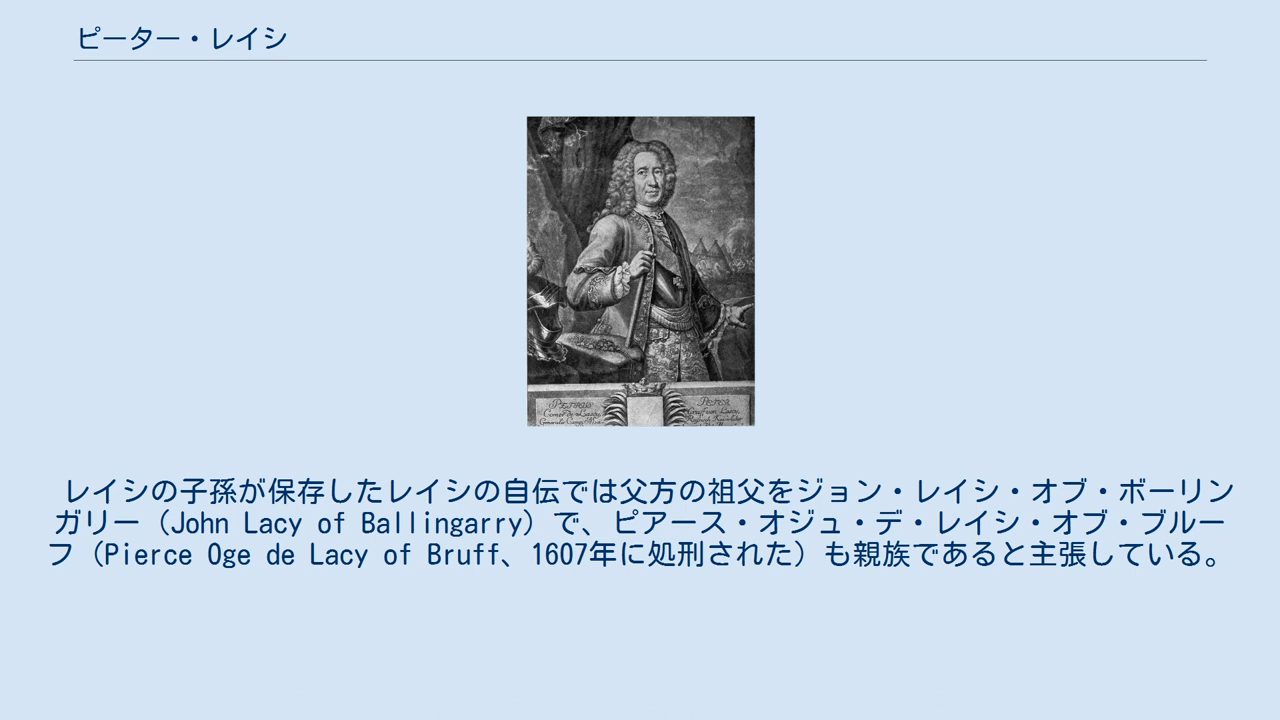 ピーター・レイシ
PETRUS
PETER
レイシの子孫が保存したレイシの自伝では父方の祖父をジョン・レイシ・オブ・ボーリン
ガリー（John Lacy of Ballingarry）で、ピアース・オジュ・デ・レイシ・オブ・ブルー
フ（Pierce Oge de Lacy of Bruff、1607年に処刑された）も親族であると主張している。